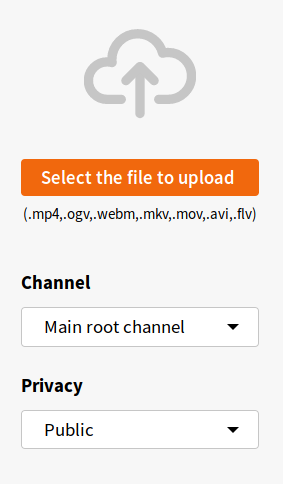 Select the file to upload
(.mp4,.ogv,.webm,.mkv,.mov,.avi,.flv)
Channel
Main root channel
Privacy
Public